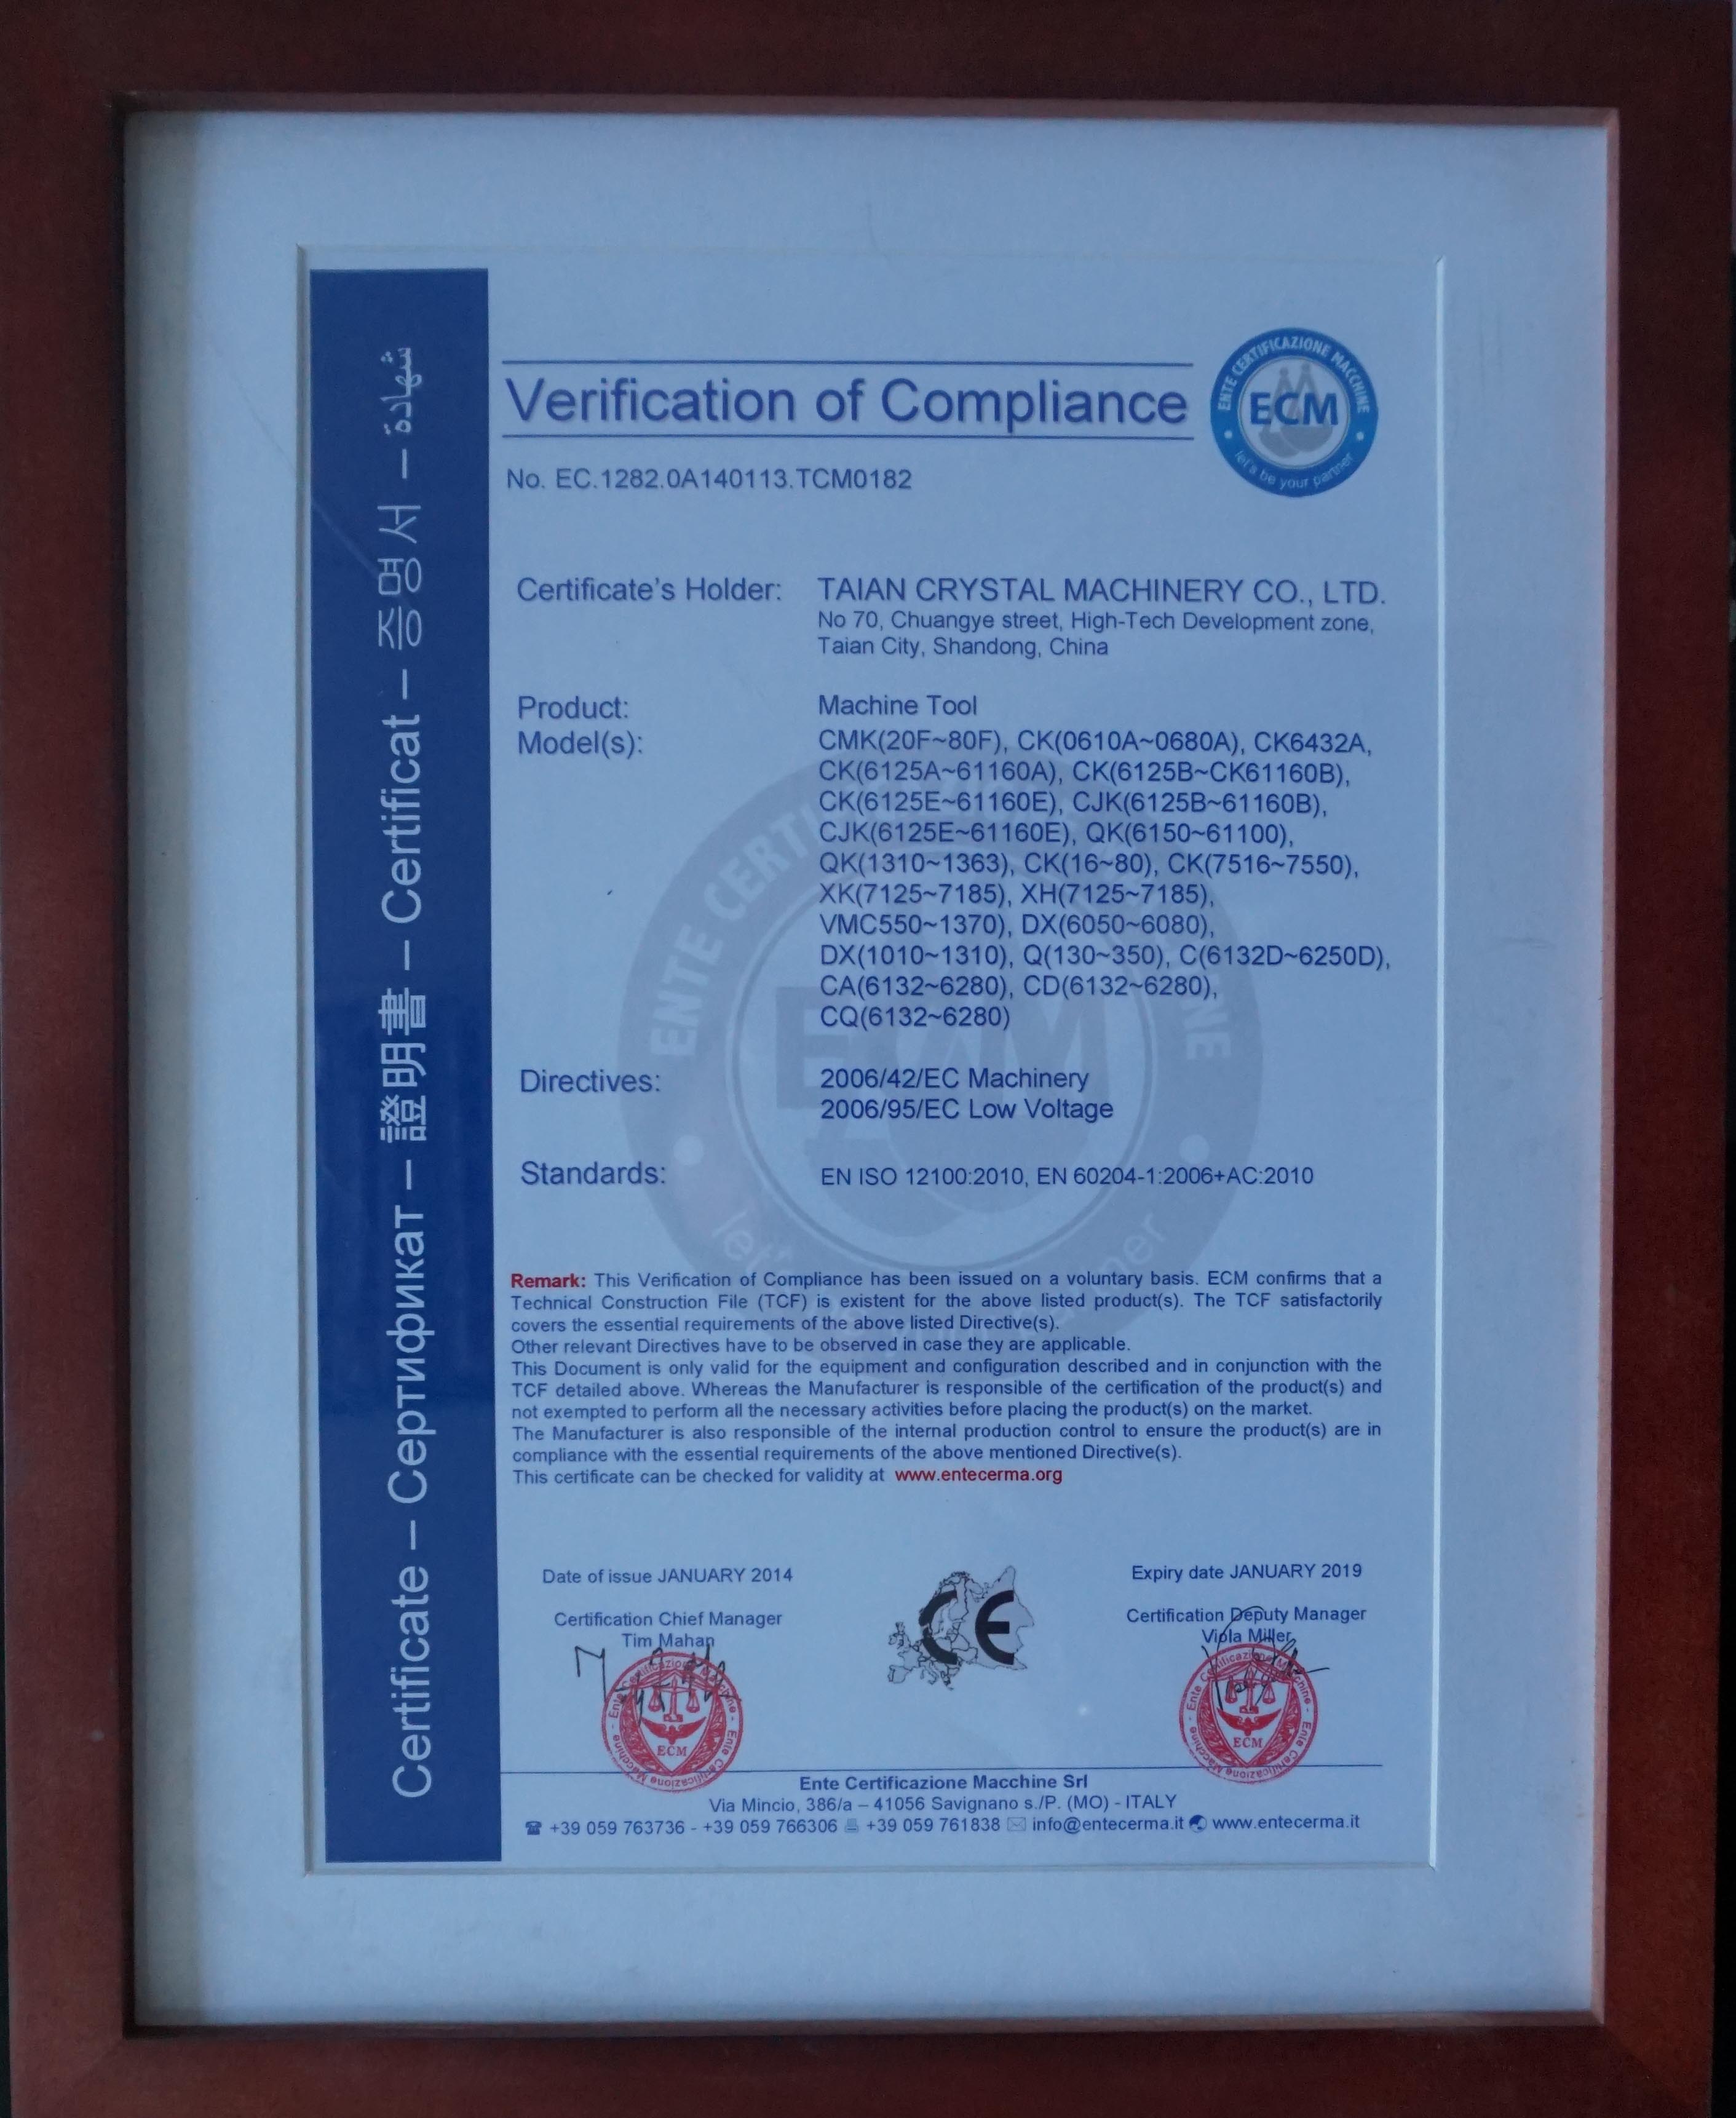 Certificate – Сертификат – 證明書 – Certificat – 증명서 – شهادة
Verification of Compliance
ENTE CERTIFICAZIONE MACCHINE
ECM
let's be your partner
No. EC.1282.0A140113.TCM0182
Certificate's Holder: TAIAN CRYSTAL MACHINERY CO., LTD.
No 70, Chuangye street, High-Tech Development zone,
Taian City, Shandong, China
Product: Machine Tool
Model(s): CMK(20F~80F), CK(0610A~0680A), CK6432A,
CK(6125A~61160A), CK(6125B~CK61160B),
CK(6125E~61160E), CJK(6125B~61160B),
CJK(6125E~61160E), QK(6150~61100),
QK(1310~1363), CK(16~80), CK(7516~7550),
XK(7125~7185), XH(7125~7185),
VMC550~1370), DX(6050~6080),
DX(1010~1310), Q(130~350), C(6132D~6250D),
CA(6132~6280), CD(6132~6280),
CQ(6132~6280)
Directives: 2006/42/EC Machinery
2006/95/EC Low Voltage
Standards: EN ISO 12100:2010, EN 60204-1:2006+AC:2010
Remark: This Verification of Compliance has been issued on a voluntary basis. ECM confirms that a
Technical Construction File (TCF) is existent for the above listed product(s). The TCF satisfactorily
covers the essential requirements of the above listed Directive(s).
Other relevant Directives have to be observed in case they are applicable.
This Document is only valid for the equipment and configuration described and in conjunction with the
TCF detailed above. Whereas the Manufacturer is responsible of the certification of the product(s) and
not exempted to perform all the necessary activities before placing the product(s) on the market.
The Manufacturer is also responsible of the internal production control to ensure the product(s) are in
compliance with the essential requirements of the above mentioned Directive(s).
This certificate can be checked for validity at www.entecerma.org
Date of issue JANUARY 2014
Certification Chief Manager
Tim Mahan
CE
Expiry date JANUARY 2019
Certification Deputy Manager
Viola Miller
Ente Certificazione Macchine - Ente Certificazione Macchine -
ECM
Ente Certificazione Macchine - Ente Certificazione Macchine -
ECM
Ente Certificazione Macchine Srl
Via Mincio, 386/a – 41056 Savignano s./P. (MO) - ITALY
+39 059 763736 - +39 059 766306 +39 059 761838 info@entecerma.it www.entecerma.it